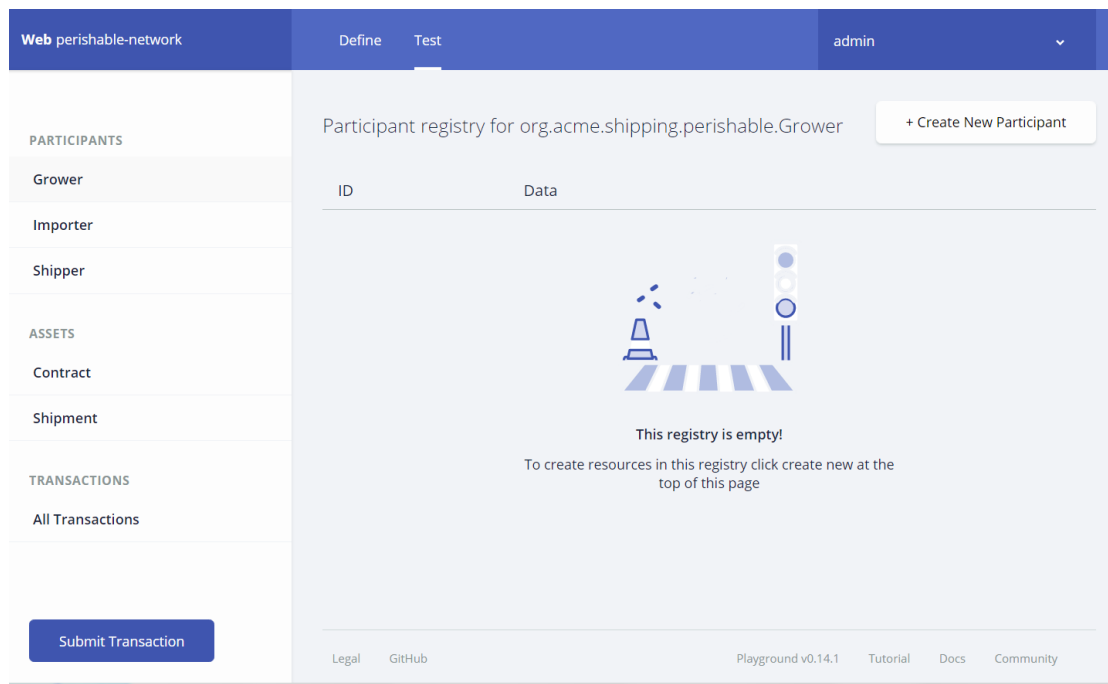 Web perishable-network
Define
Test
admin
PARTICIPANTS
Grower
Importer
Shipper
ASSETS
Contract
Shipment
TRANSACTIONS
All Transactions
Submit Transaction
Participant registry for org.acme.shipping.perishable.Grower
+ Create New Participant
ID
Data
This registry is empty!
To create resources in this registry click create new at the
top of this page
Legal
GitHub
Playground v0.14.1
Tutorial
Docs
Community